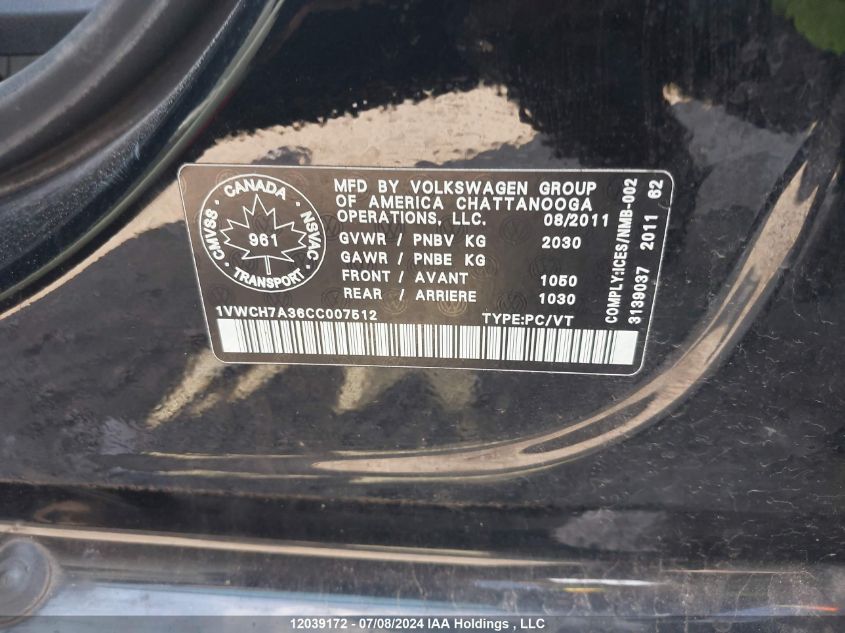 CANADA
CMVSS
NSVAC
961
TRANSPORT
MFD BY VOLKSWAGEN GROUP
OF AMERICA CHATTANOOGA
OPERATIONS, LLC. 08/2011
GVWR / PNBV KG 2030
GAWR / PNBE KG
FRONT / AVANT 1050
REAR / ARRIERE 1030
1VWCH7A36CC007512 TYPE:PC/VT
COMPLY:ICES/NMB-002
3139037 2011 62
12039172 - 07/08/2024 IAA Holdings , LLC